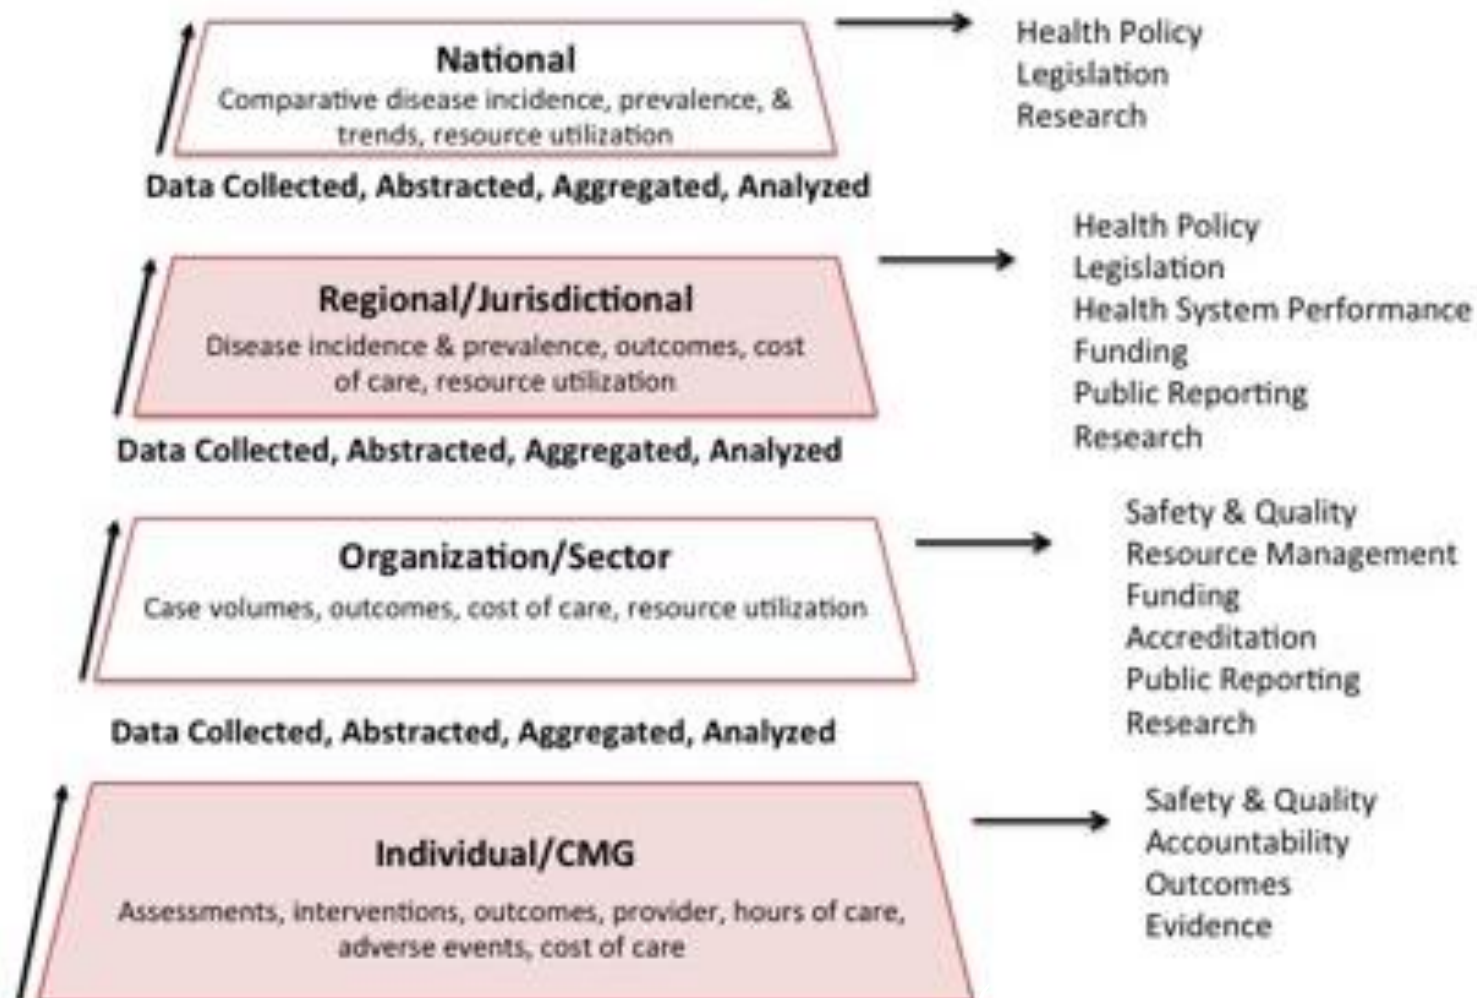 National
Comparative disease incidence, prevalence, &
trends, resource utilization
Health Policy
Legislation
Research
Data Collected, Abstracted, Aggregated, Analyzed
Regional/Jurisdictional
Disease incidence & prevalence, outcomes, cost
of care, resource utilization
Health Policy
Legislation
Health System Performance
Funding
Public Reporting
Research
Data Collected, Abstracted, Aggregated, Analyzed
Organization/Sector
Case volumes, outcomes, cost of care, resource utilization
Safety & Quality
Resource Management
Funding
Accreditation
Public Reporting
Research
Data Collected, Abstracted, Aggregated, Analyzed
Individual/CMG
Assessments, interventions, outcomes, provider, hours of care,
adverse events, cost of care
Safety & Quality
Accountability
Outcomes
Evidence